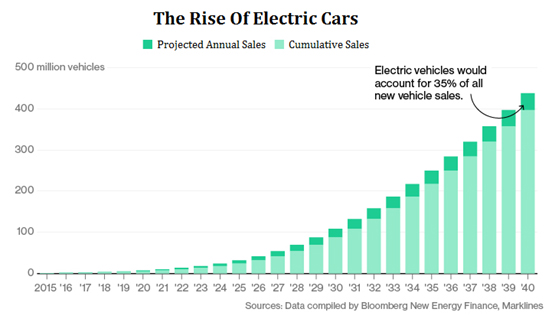 The Rise Of Electric Cars
Projected Annual Sales Cumulative Sales
500 million vehicles
Electric vehicles would
account for 35% of all
new vehicle sales.
400
300
200
100
0
2015 '16 '17 '18 '19 '20 '21 '22 '23 '24 '25 '26 '27 '28 '29 '30 '31 '32 '33 '34 '35 '36 '37 '38 '39 '40
Sources: Data compiled by Bloomberg New Energy Finance, Marklines